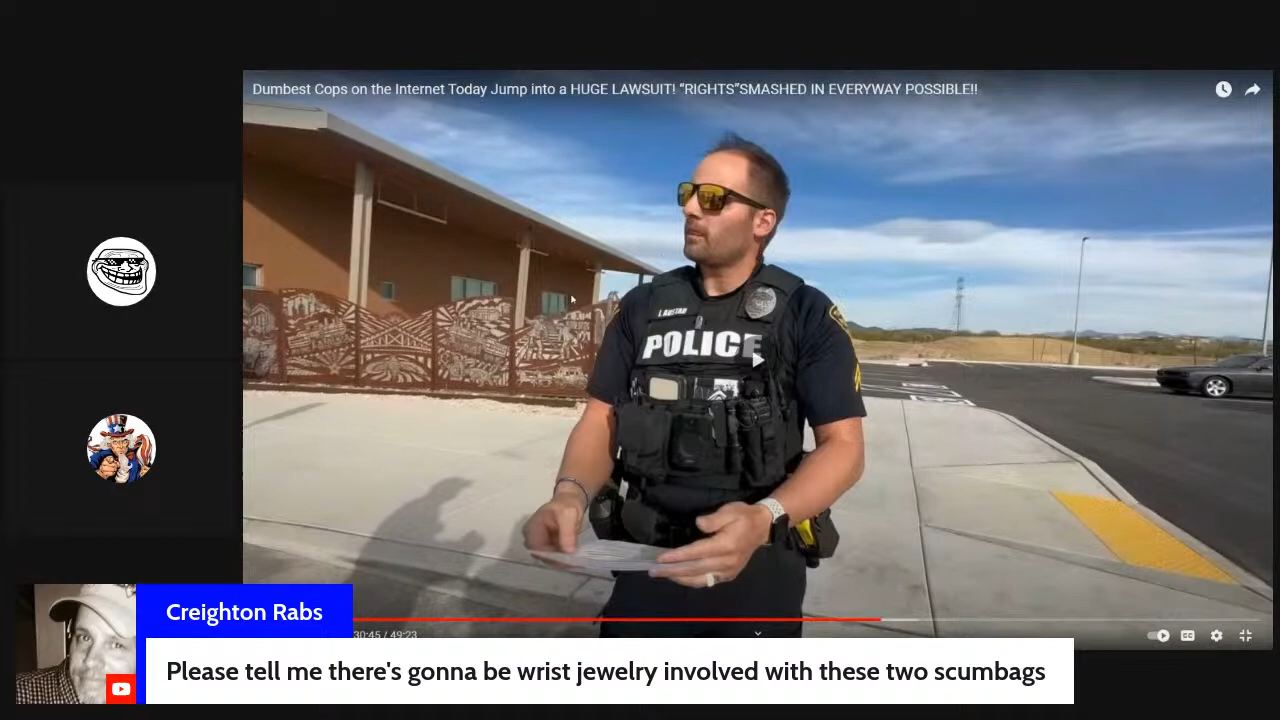 Dumbest Cops on the Internet Today Jump into a HUGE LAWSUIT! “RIGHTS”SMASHED IN EVERYWAY POSSIBLE!!
POLICE
Creighton Rabs
30:45 / 49:23
CC
Please tell me there's gonna be wrist jewelry involved with these two scumbags